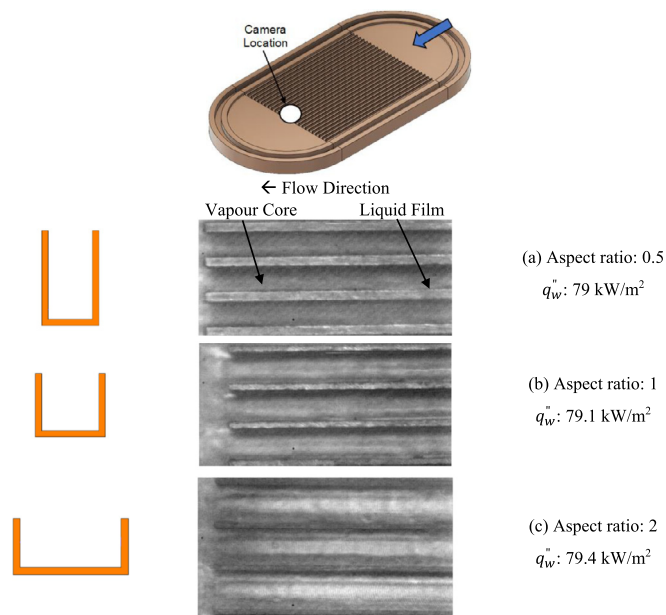 Camera
Location
← Flow Direction
Vapour Core
Liquid Film
(a) Aspect ratio: 0.5
q''w: 79 kW/m²
(b) Aspect ratio: 1
q''w: 79.1 kW/m²
(c) Aspect ratio: 2
q''w: 79.4 kW/m²